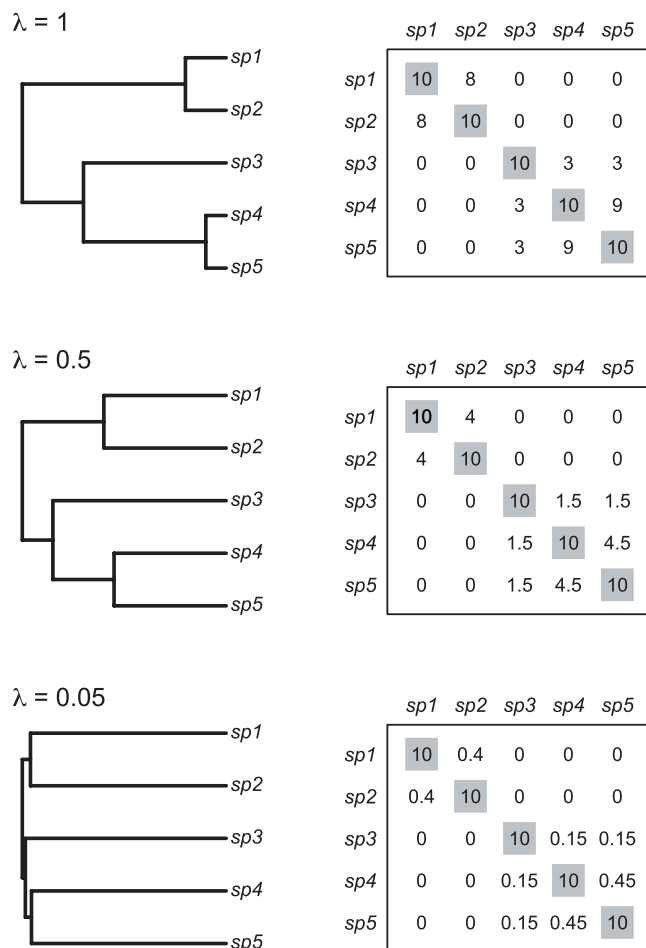 λ = 1
sp1 sp2 sp3 sp4 sp5
sp1 sp1 10 8 0 0 0
sp2 sp2 8 10 0 0 0
sp3 sp3 0 0 10 3 3
sp4 sp4 0 0 3 10 9
sp5 sp5 0 0 3 9 10
λ = 0.5
sp1 sp2 sp3 sp4 sp5
sp1 sp1 10 4 0 0 0
sp2 sp2 4 10 0 0 0
sp3 sp3 0 0 10 1.5 1.5
sp4 sp4 0 0 1.5 10 4.5
sp5 sp5 0 0 1.5 4.5 10
λ = 0.05
sp1 sp2 sp3 sp4 sp5
sp1 sp1 10 0.4 0 0 0
sp2 sp2 0.4 10 0 0 0
sp3 sp3 0 0 10 0.15 0.15
sp4 sp4 0 0 0.15 10 0.45
sp5 sp5 0 0 0.15 0.45 10